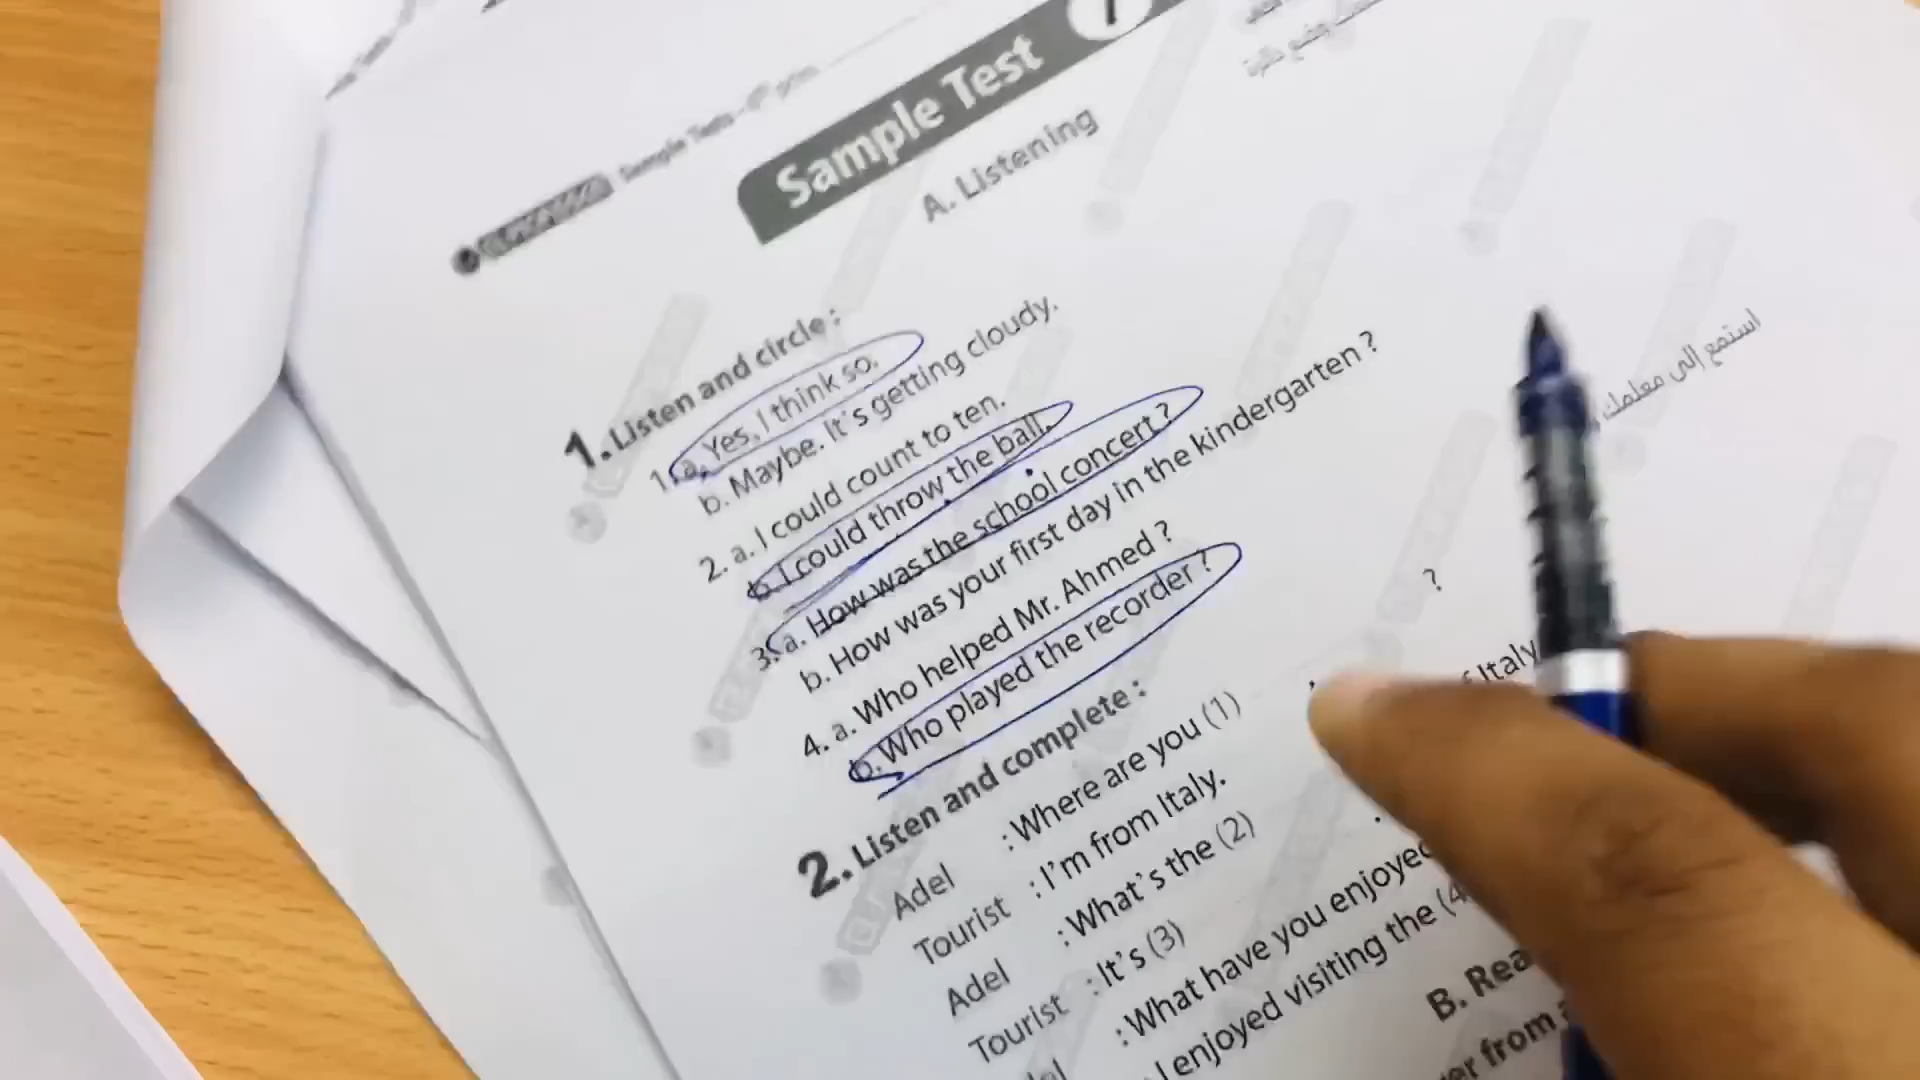 Sample Test
A. Listening
1. Listen and circle :
1. a. Yes, I think so.
b. Maybe. It's getting cloudy.
2. a. I could count to ten.
b. I could throw the ball.
3. a. How was the school concert ?
b. How was your first day in the kindergarten ?
4. a. Who helped Mr. Ahmed ?
b. Who played the recorder ?
استمع إلى معلمك
2. Listen and complete :
Adel : Where are you (1) ?
Tourist : I'm from Italy.
Adel : What's the (2) of Italy
Tourist : It's (3) .
: What have you enjoyed
I enjoyed visiting the (4)
B.
from